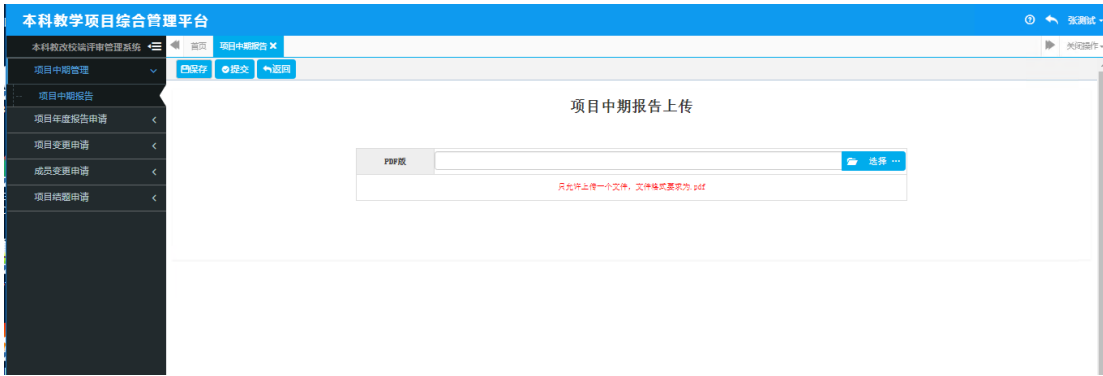 本科教学项目综合管理平台
张测试
本科教改校端评审管理系统
首页
项目中期报告
关闭操作
项目中期管理
保存
提交
返回
项目中期报告
项目中期报告上传
项目年度报告申请
项目变更申请
PDF版
选择 …
成员变更申请
只允许上传一个文件，文件格式要求为.pdf
项目结题申请